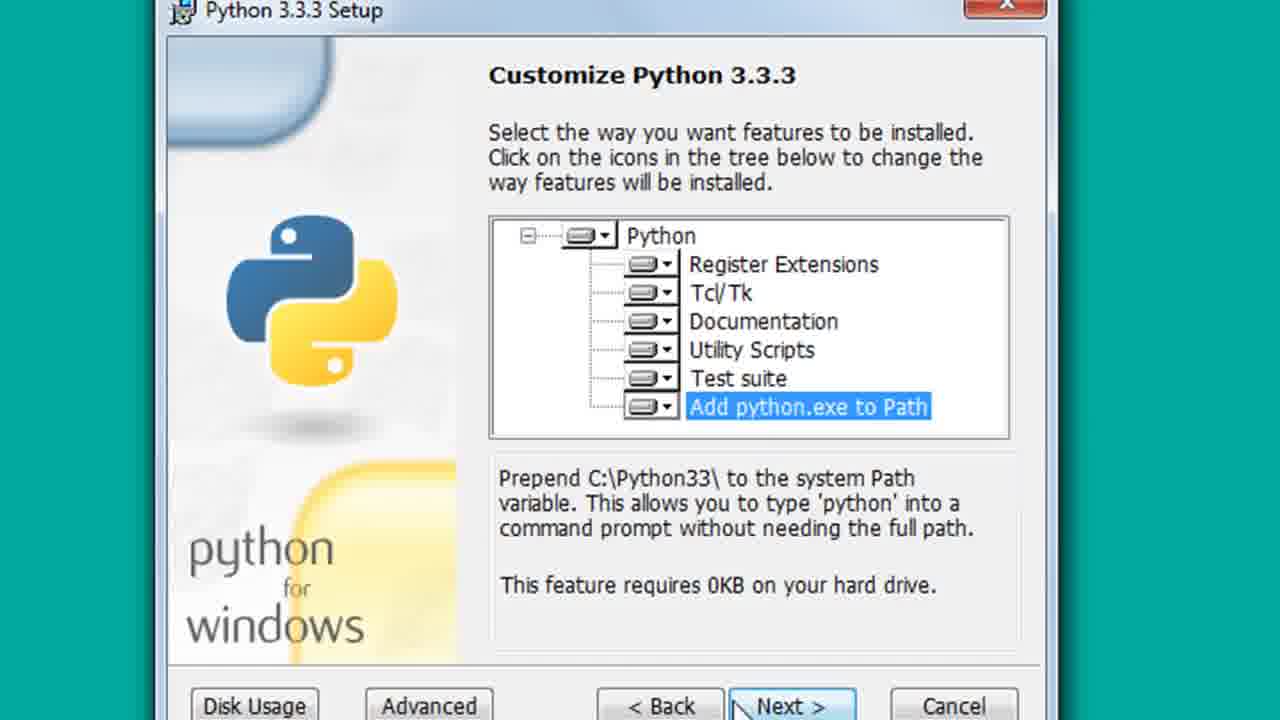 Python 3.3.3 Setup
Customize Python 3.3.3
Select the way you want features to be installed.
Click on the icons in the tree below to change the
way features will be installed.
Python
Register Extensions
Tcl/Tk
Documentation
Utility Scripts
Test suite
Add python.exe to Path
Prepend C:\Python33\ to the system Path
variable. This allows you to type 'python' into a
command prompt without needing the full path.
This feature requires 0KB on your hard drive.
python
for
windows
Disk Usage
Advanced
< Back
Next >
Cancel